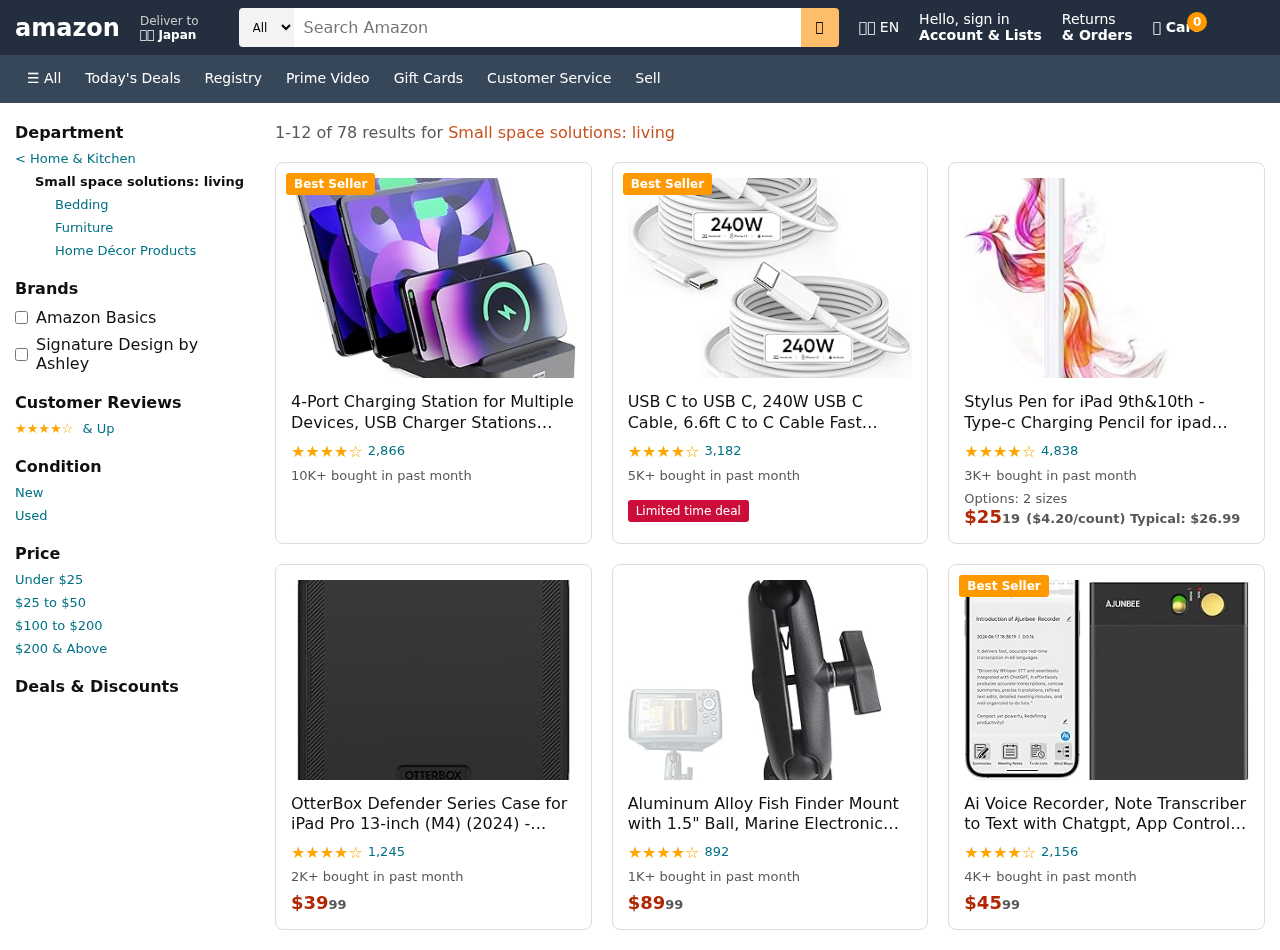 amazon
Deliver to
Japan
All
Search Amazon
EN
Hello, sign in
Account & Lists
Returns
& Orders
0
☰ All
Today's Deals
Registry
Prime Video
Gift Cards
Customer Service
Sell
Department
< Home & Kitchen
Small space solutions: living
Bedding
Furniture
Home Décor Products
Brands
Amazon Basics
Signature Design by
Ashley
Customer Reviews
★★★★☆ & Up
Condition
New
Used
Price
Under $25
$25 to $50
$100 to $200
$200 & Above
Deals & Discounts
1-12 of 78 results for Small space solutions: living
Best Seller
4-Port Charging Station for Multiple
Devices, USB Charger Stations...
★★★★☆ 2,866
10K+ bought in past month
Best Seller
240W
240W
USB C to USB C, 240W USB C
Cable, 6.6ft C to C Cable Fast...
★★★★☆ 3,182
5K+ bought in past month
Limited time deal
Stylus Pen for iPad 9th&10th -
Type-c Charging Pencil for ipad...
★★★★☆ 4,838
3K+ bought in past month
Options: 2 sizes
$2519 ($4.20/count) Typical: $26.99
OTTERBOX
OtterBox Defender Series Case for
iPad Pro 13-inch (M4) (2024) -...
★★★★☆ 1,245
2K+ bought in past month
$3999
Aluminum Alloy Fish Finder Mount
with 1.5" Ball, Marine Electronic...
★★★★☆ 892
1K+ bought in past month
$8999
Best Seller
Introduction of Ajunbee Recorder
AJUNBEE
Ai Voice Recorder, Note Transcriber
to Text with Chatgpt, App Control...
★★★★☆ 2,156
4K+ bought in past month
$4599